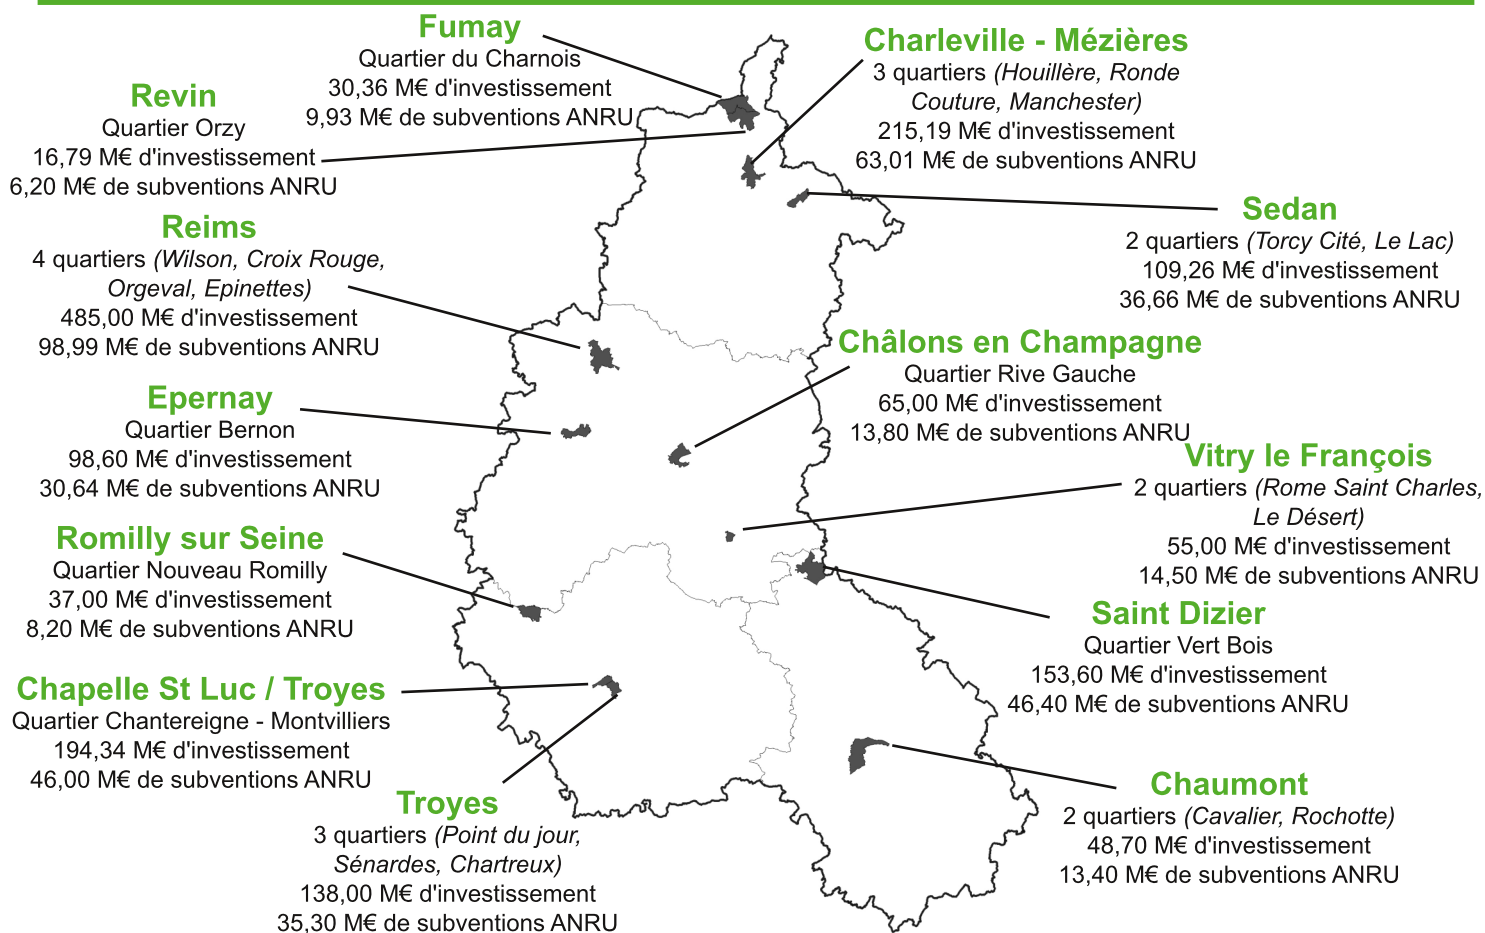 Fumay
Quartier du Charnois
30,36 M€ d'investissement
9,93 M€ de subventions ANRU
Charleville - Mézières
3 quartiers (Houillère, Ronde
Couture, Manchester)
215,19 M€ d'investissement
63,01 M€ de subventions ANRU
Revin
Quartier Orzy
16,79 M€ d'investissement
6,20 M€ de subventions ANRU
Sedan
2 quartiers (Torcy Cité, Le Lac)
109,26 M€ d'investissement
36,66 M€ de subventions ANRU
Reims
4 quartiers (Wilson, Croix Rouge,
Orgeval, Epinettes)
485,00 M€ d'investissement
98,99 M€ de subventions ANRU
Châlons en Champagne
Quartier Rive Gauche
65,00 M€ d'investissement
13,80 M€ de subventions ANRU
Epernay
Quartier Bernon
98,60 M€ d'investissement
30,64 M€ de subventions ANRU
Vitry le François
2 quartiers (Rome Saint Charles,
Le Désert)
55,00 M€ d'investissement
14,50 M€ de subventions ANRU
Romilly sur Seine
Quartier Nouveau Romilly
37,00 M€ d'investissement
8,20 M€ de subventions ANRU
Saint Dizier
Quartier Vert Bois
153,60 M€ d'investissement
46,40 M€ de subventions ANRU
Chapelle St Luc / Troyes
Quartier Chantereigne - Montvilliers
194,34 M€ d'investissement
46,00 M€ de subventions ANRU
Chaumont
2 quartiers (Cavalier, Rochotte)
48,70 M€ d'investissement
13,40 M€ de subventions ANRU
Troyes
3 quartiers (Point du jour,
Sénardes, Chartreux)
138,00 M€ d'investissement
35,30 M€ de subventions ANRU